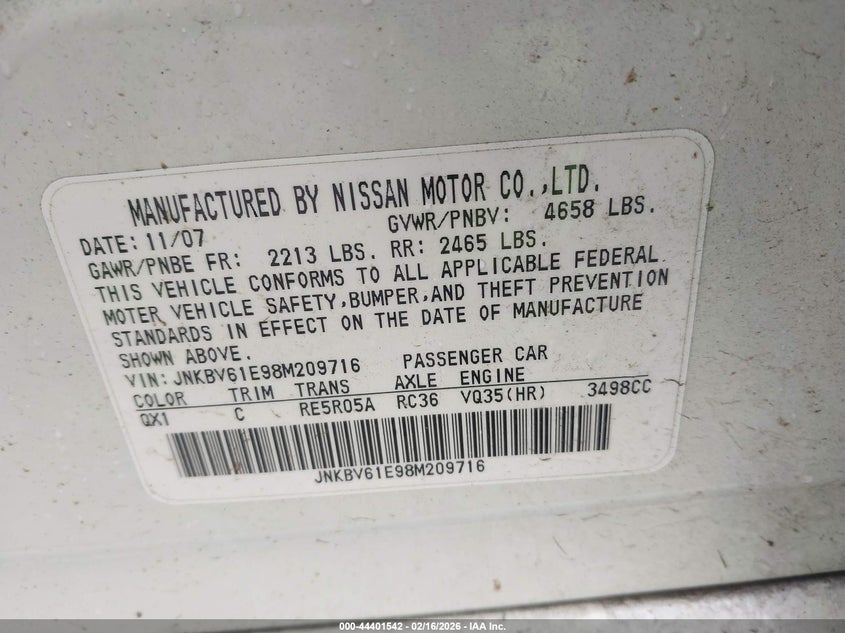 MANUFACTURED BY NISSAN MOTOR CO.,LTD.
DATE: 11/07 GVWR/PNBV: 4658 LBS.
GAWR/PNBE FR: 2213 LBS. RR: 2465 LBS.
THIS VEHICLE CONFORMS TO ALL APPLICABLE FEDERAL
MOTER VEHICLE SAFETY,BUMPER,AND THEFT PREVENTION
STANDARDS IN EFFECT ON THE DATE OF MANUFACTURE
SHOWN ABOVE.
VIN: JNKBV61E98M209716 PASSENGER CAR
COLOR TRIM TRANS AXLE ENGINE
QX1 C RE5R05A RC36 VQ35(HR) 3498CC
JNKBV61E98M209716
000-44401542 - 02/16/2026 - IAA Inc.